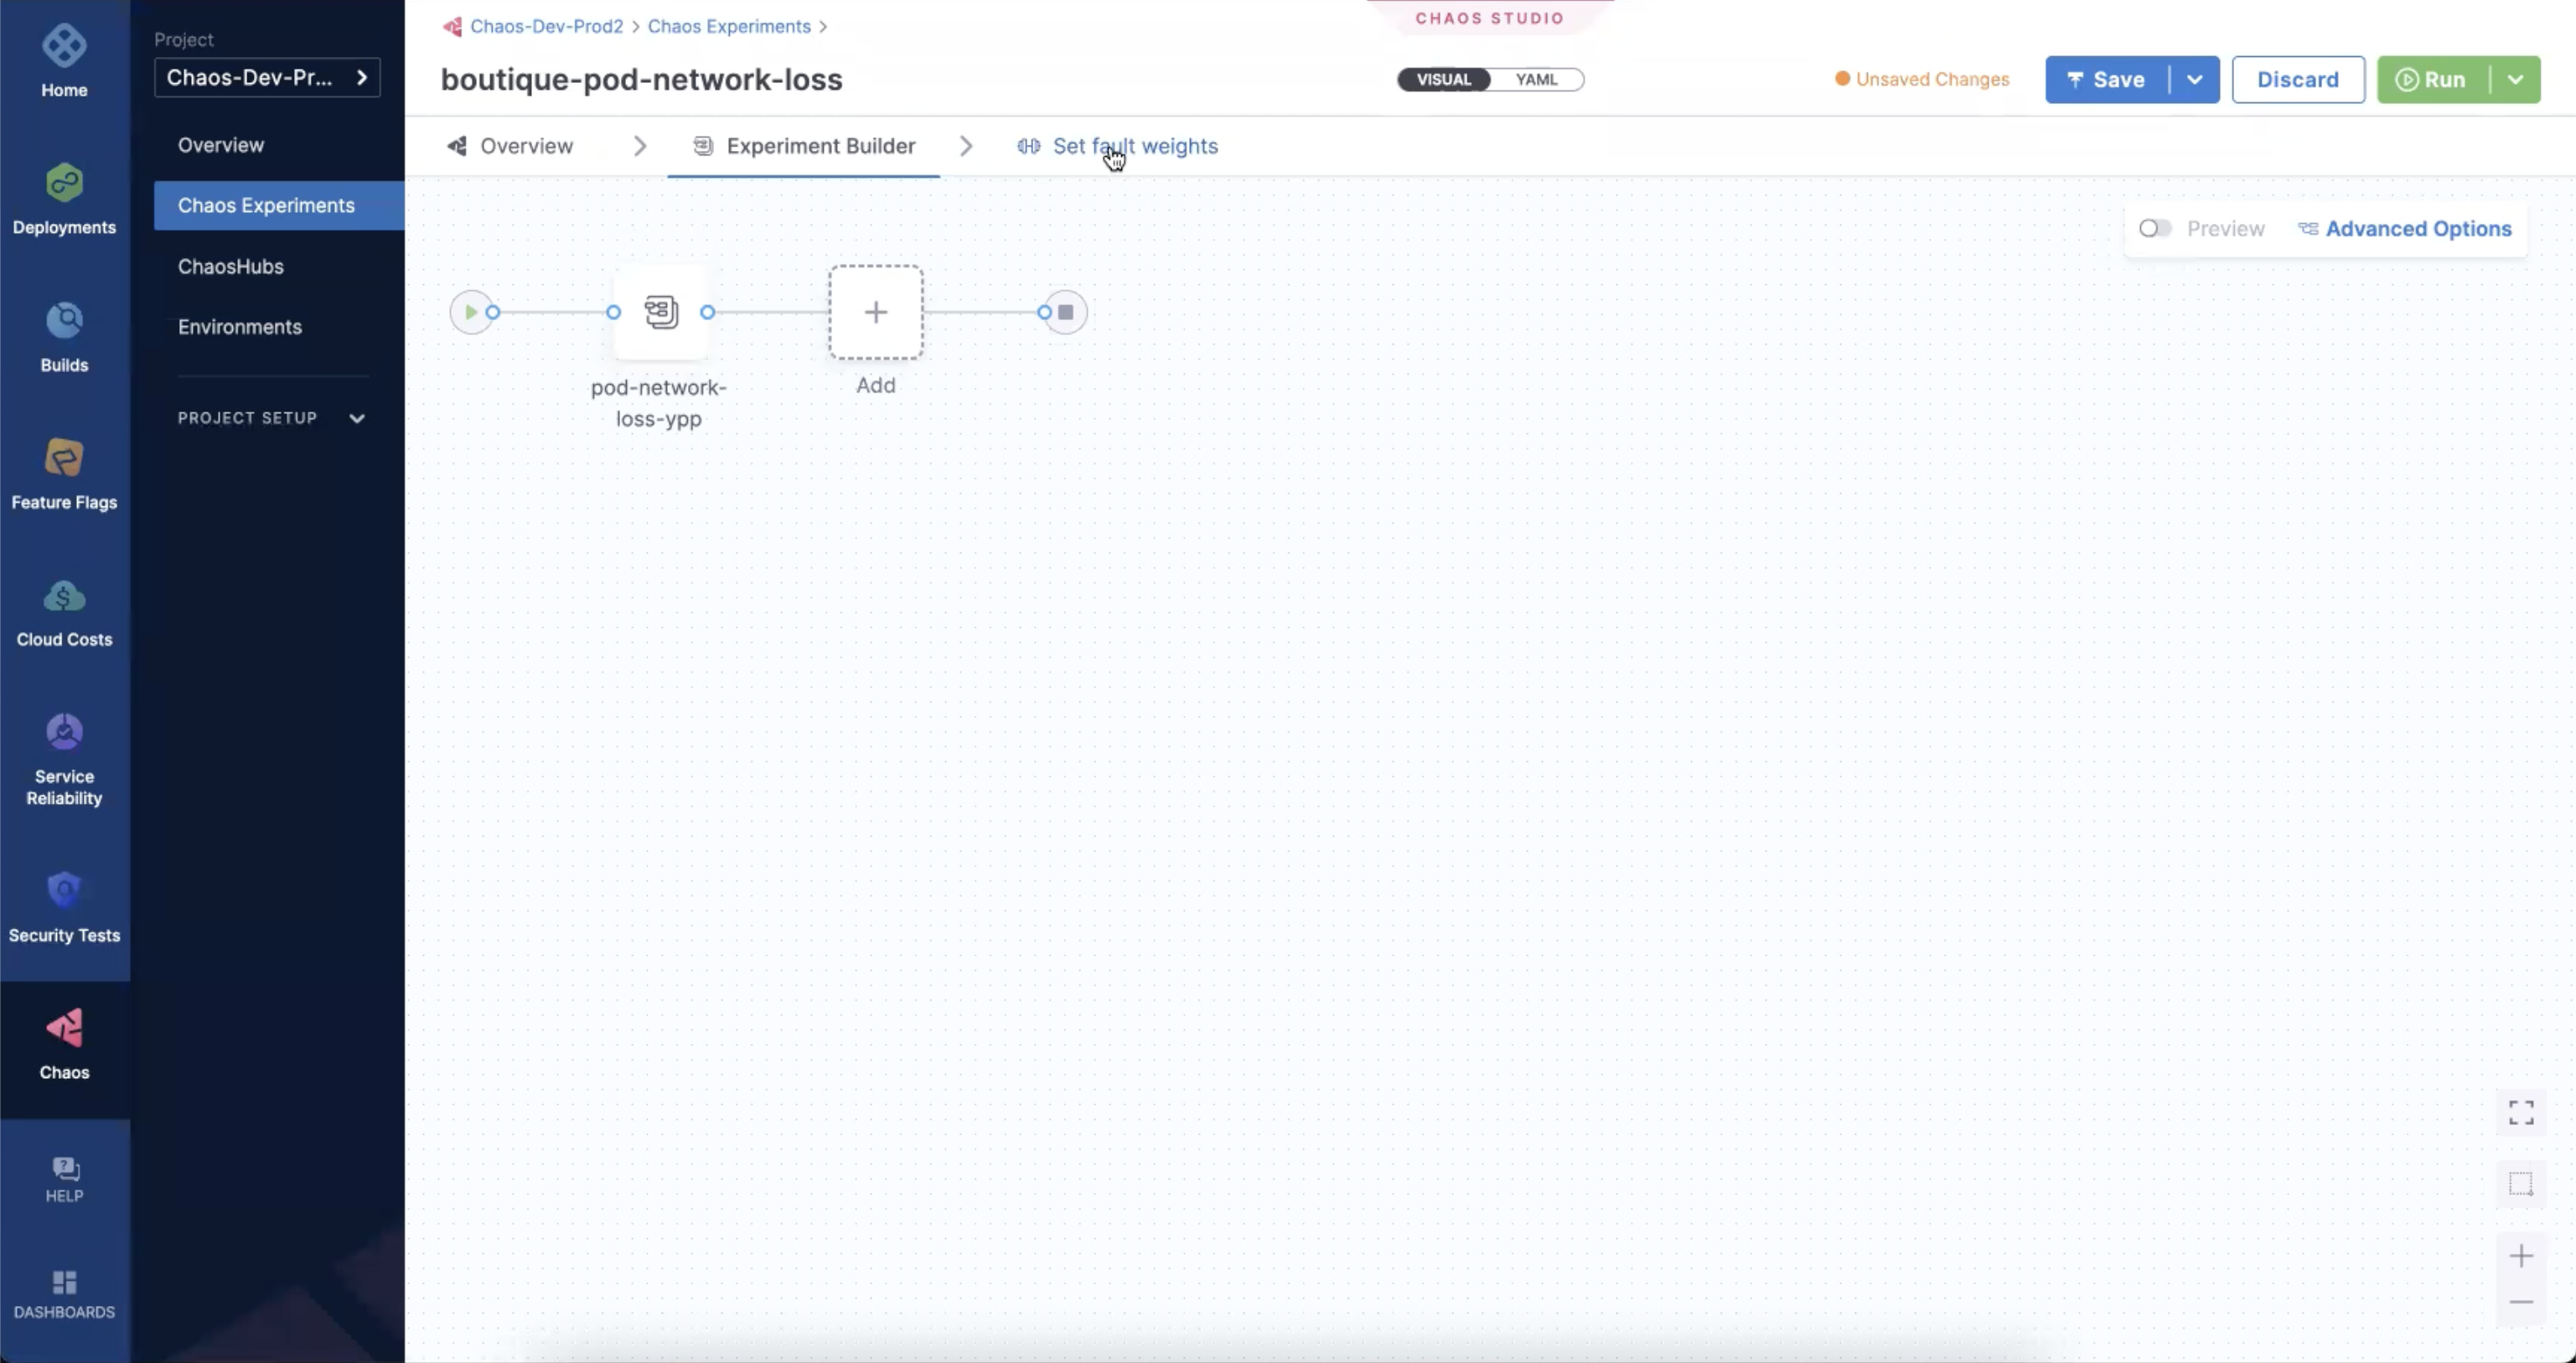 Home
Deployments
Builds
Feature Flags
Cloud Costs
Service
Reliability
Security Tests
Chaos
HELP
DASHBOARDS
Project
Chaos-Dev-Pr...
Overview
Chaos Experiments
ChaosHubs
Environments
PROJECT SETUP
Chaos-Dev-Prod2 > Chaos Experiments >
CHAOS STUDIO
boutique-pod-network-loss
VISUAL YAML
Unsaved Changes
Save
Discard
Run
Overview
Experiment Builder
Set fault weights
Preview
Advanced Options
pod-network-
loss-ypp
Add